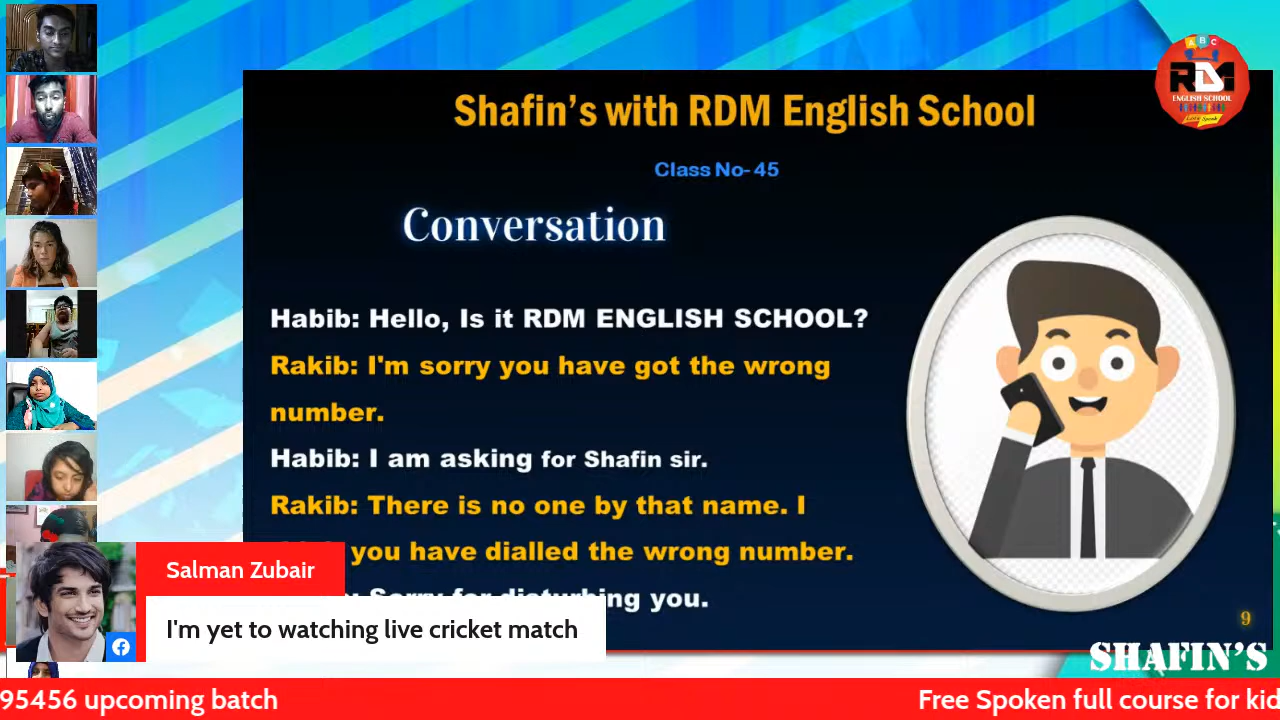 Shafin's with RDM English School
Class No- 45
Conversation
Habib: Hello, Is it RDM ENGLISH SCHOOL?
Rakib: I'm sorry you have got the wrong
number.
Habib: I am asking for Shafin sir.
Rakib: There is no one by that name. I
you have dialled the wrong number.
: Sorry for disturbing you.
9
ABC
RDM
ENGLISH SCHOOL
SHAFIN'S
Salman Zubair
I'm yet to watching live cricket match
95456 upcoming batch
Free Spoken full course for kid